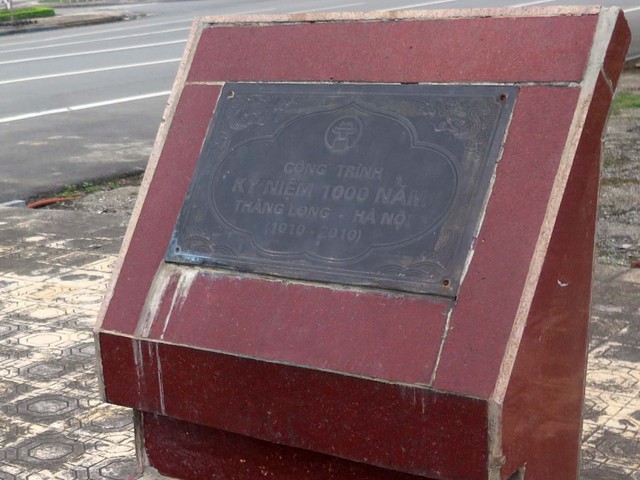 CÔNG TRÌNH
KỶ NIỆM 1000 NĂM
THĂNG LONG - HÀ NỘI
(1010 - 2010)